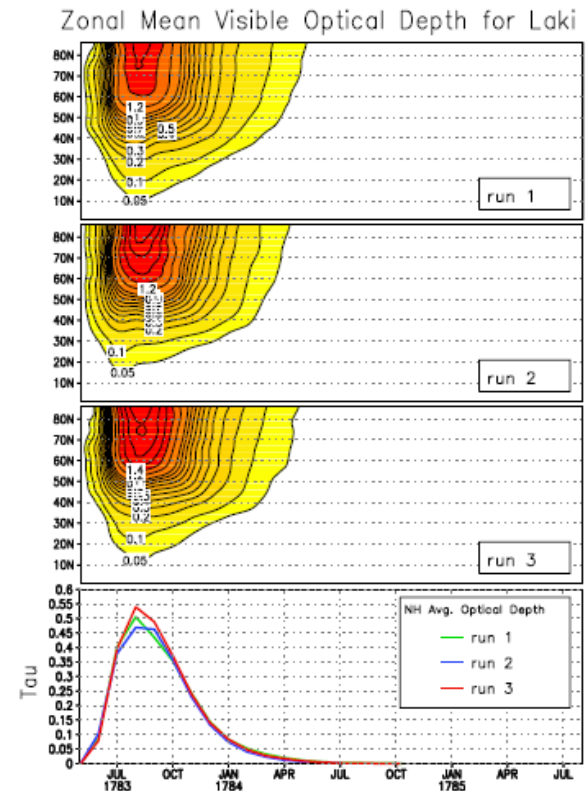 Zonal Mean Visible Optical Depth for Laki
80N
70N
60N
50N
40N
30N
20N
10N
1.2
0.5
0.3
0.2
0.1
0.05
run 1
80N
70N
60N
50N
40N
30N
20N
10N
1.2
0.2
0.1
0.05
run 2
80N
70N
60N
50N
40N
30N
20N
10N
1.4
0.2
0.1
0.05
run 3
Tau
0.6
0.55
0.5
0.45
0.4
0.35
0.3
0.25
0.2
0.15
0.1
0.05
0
NH Avg. Optical Depth
run 1
run 2
run 3
JUL OCT JAN APR JUL OCT JAN APR JUL
1783 1784 1785